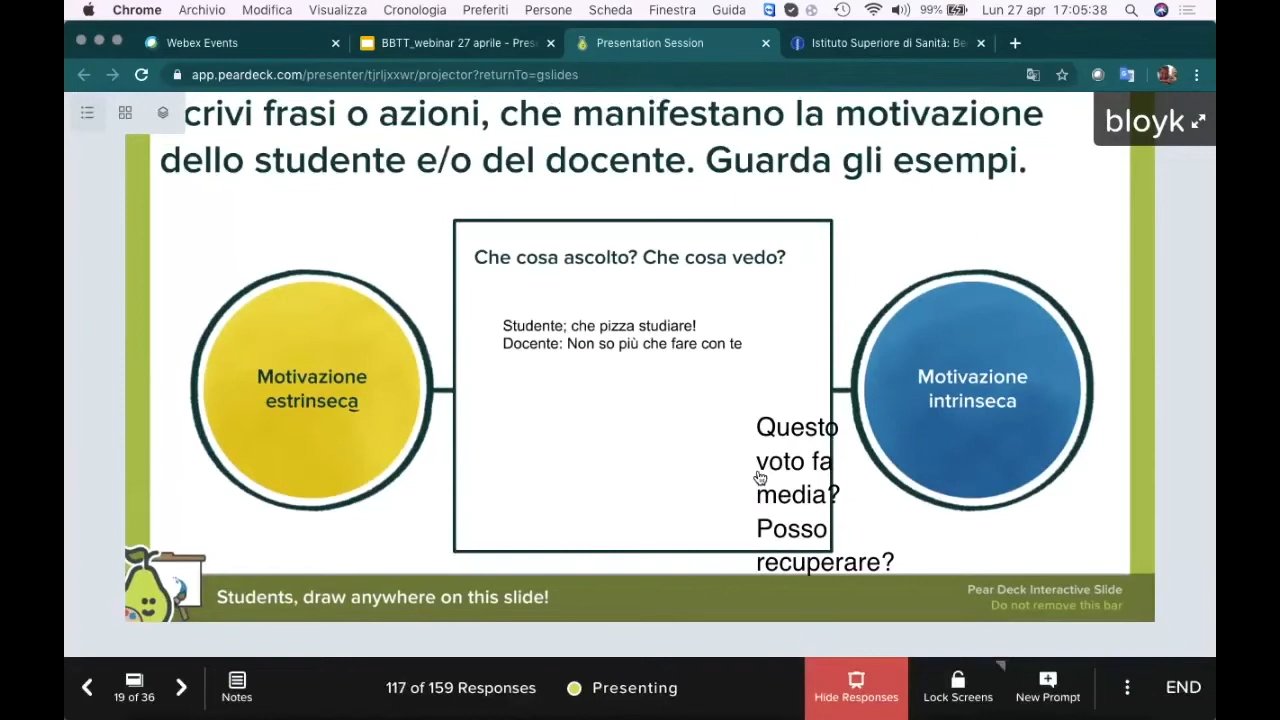 Chrome Archivio Modifica Visualizza Cronologia Preferiti Persone Scheda Finestra Guida 99% Lun 27 apr 17:05:38
Webex Events BBTT_webinar 27 aprile - Pres Presentation Session Istituto Superiore di Sanità: Be
app.peardeck.com/presenter/tjrljxxwr/projector?returnTo=gslides
crivi frasi o azioni, che manifestano la motivazione
dello studente e/o del docente. Guarda gli esempi.
bloyk
Che cosa ascolto? Che cosa vedo?
Studente; che pizza studiare!
Docente: Non so più che fare con te
Motivazione
estrinseca
Motivazione
intrinseca
Questo
voto fa
media?
Posso
recuperare?
Students, draw anywhere on this slide!
Pear Deck Interactive Slide
Do not remove this bar
19 of 36
Notes
117 of 159 Responses
Presenting
Hide Responses
Lock Screens
New Prompt
END